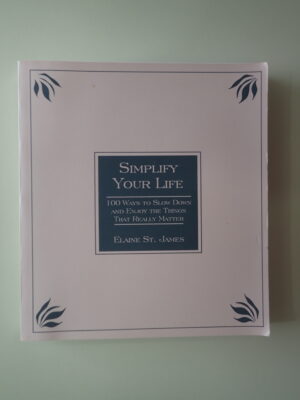 SIMPLIFY
YOUR LIFE
100 WAYS TO SLOW DOWN
AND ENJOY THE THINGS
THAT REALLY MATTER
ELAINE ST. JAMES